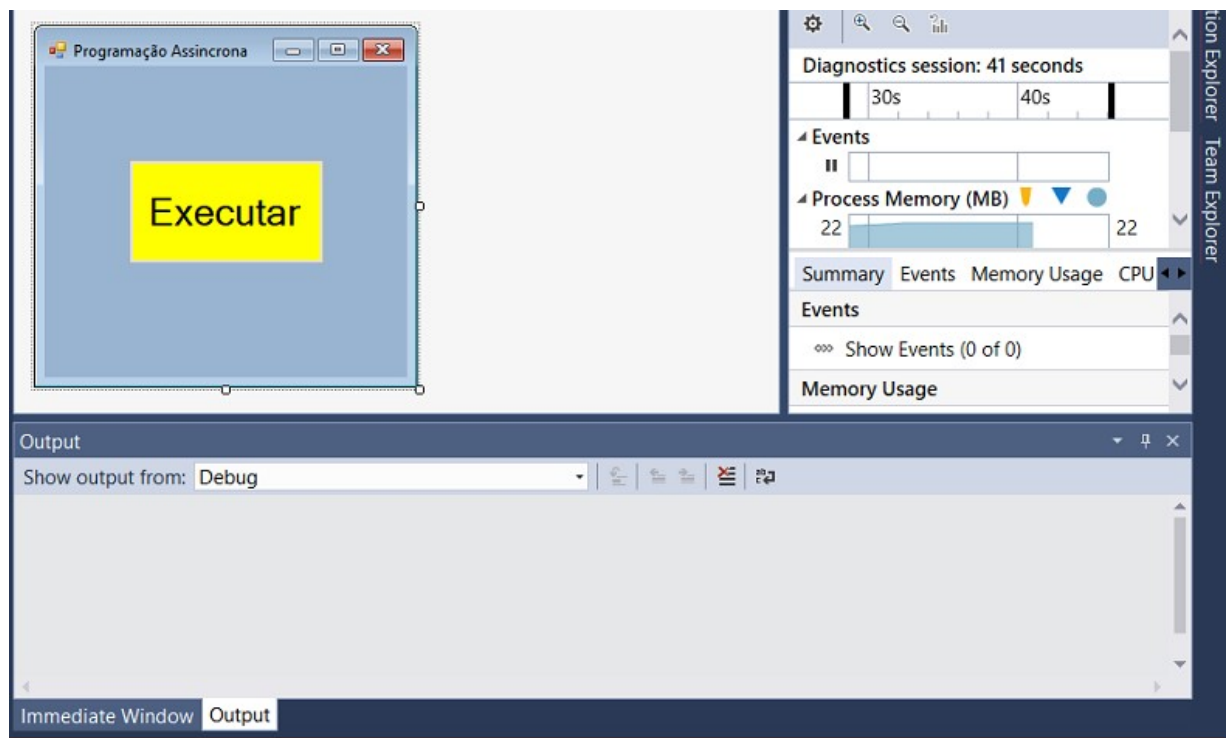 Programação Assincrona
Executar
Diagnostics session: 41 seconds
30s 40s
Events
Process Memory (MB)
22 22
Summary Events Memory Usage CPU
Events
Show Events (0 of 0)
Memory Usage
tion Explorer
Team Explorer
Output
Show output from: Debug
Immediate Window Output